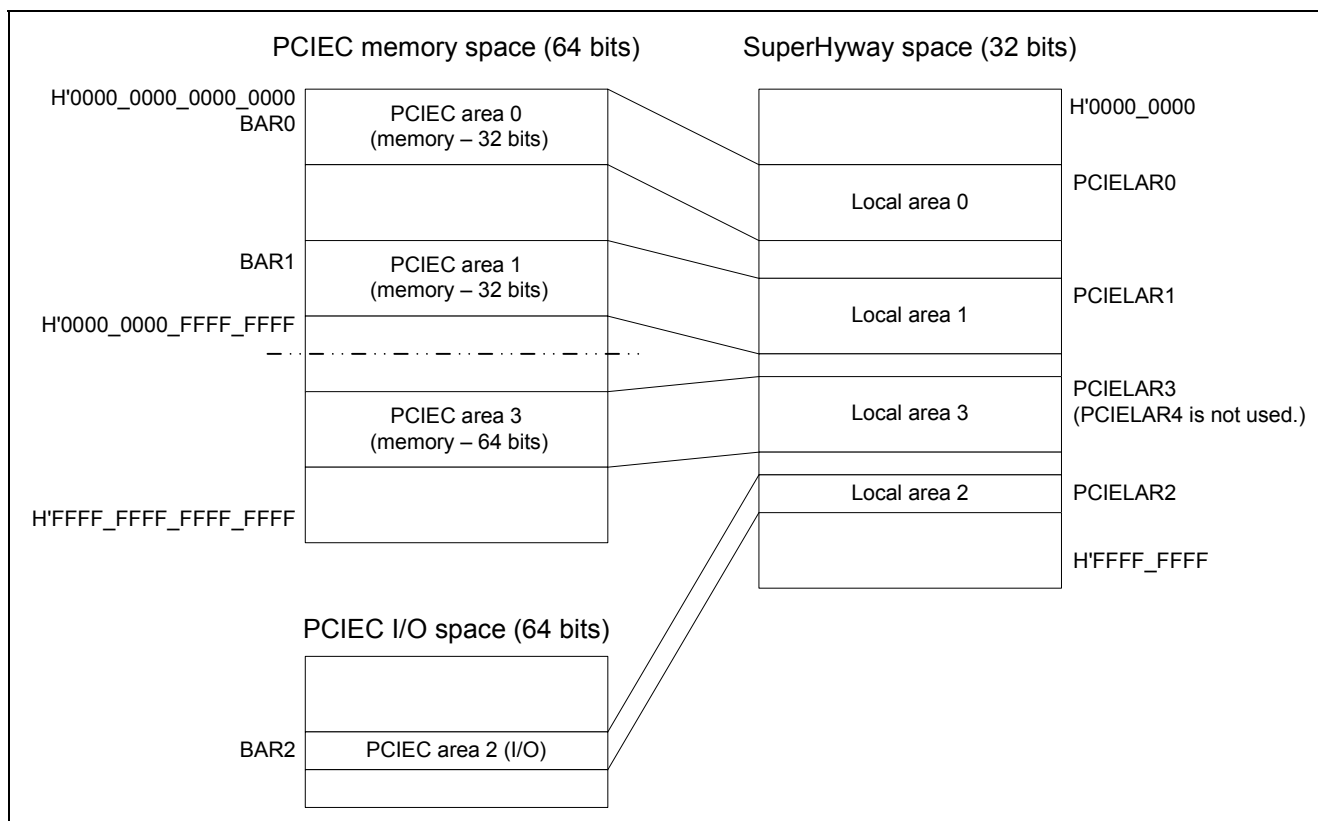 PCIEC memory space (64 bits)
H'0000_0000_0000_0000
BAR0
PCIEC area 0
(memory – 32 bits)
BAR1
PCIEC area 1
(memory – 32 bits)
H'0000_0000_FFFF_FFFF
PCIEC area 3
(memory – 64 bits)
H'FFFF_FFFF_FFFF_FFFF
SuperHyway space (32 bits)
H'0000_0000
Local area 0
PCIELAR0
Local area 1
PCIELAR1
Local area 3
PCIELAR3
(PCIELAR4 is not used.)
Local area 2
PCIELAR2
H'FFFF_FFFF
PCIEC I/O space (64 bits)
BAR2
PCIEC area 2 (I/O)